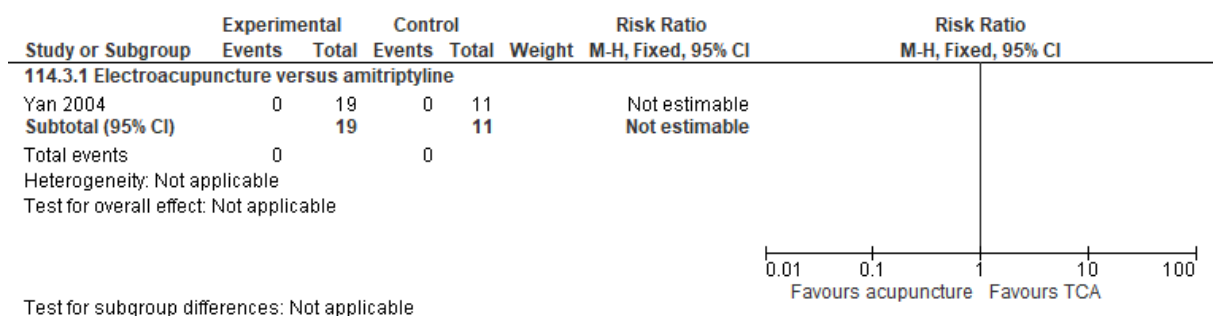 Experimental Control Risk Ratio Risk Ratio
Study or Subgroup Events Total Events Total Weight M-H, Fixed, 95% CI M-H, Fixed, 95% CI
114.3.1 Electroacupuncture versus amitriptyline
Yan 2004 0 19 0 11 Not estimable
Subtotal (95% CI) 19 11 Not estimable
Total events 0 0
Heterogeneity: Not applicable
Test for overall effect: Not applicable
0.01 0.1 1 10 100
Favours acupuncture Favours TCA
Test for subgroup differences: Not applicable